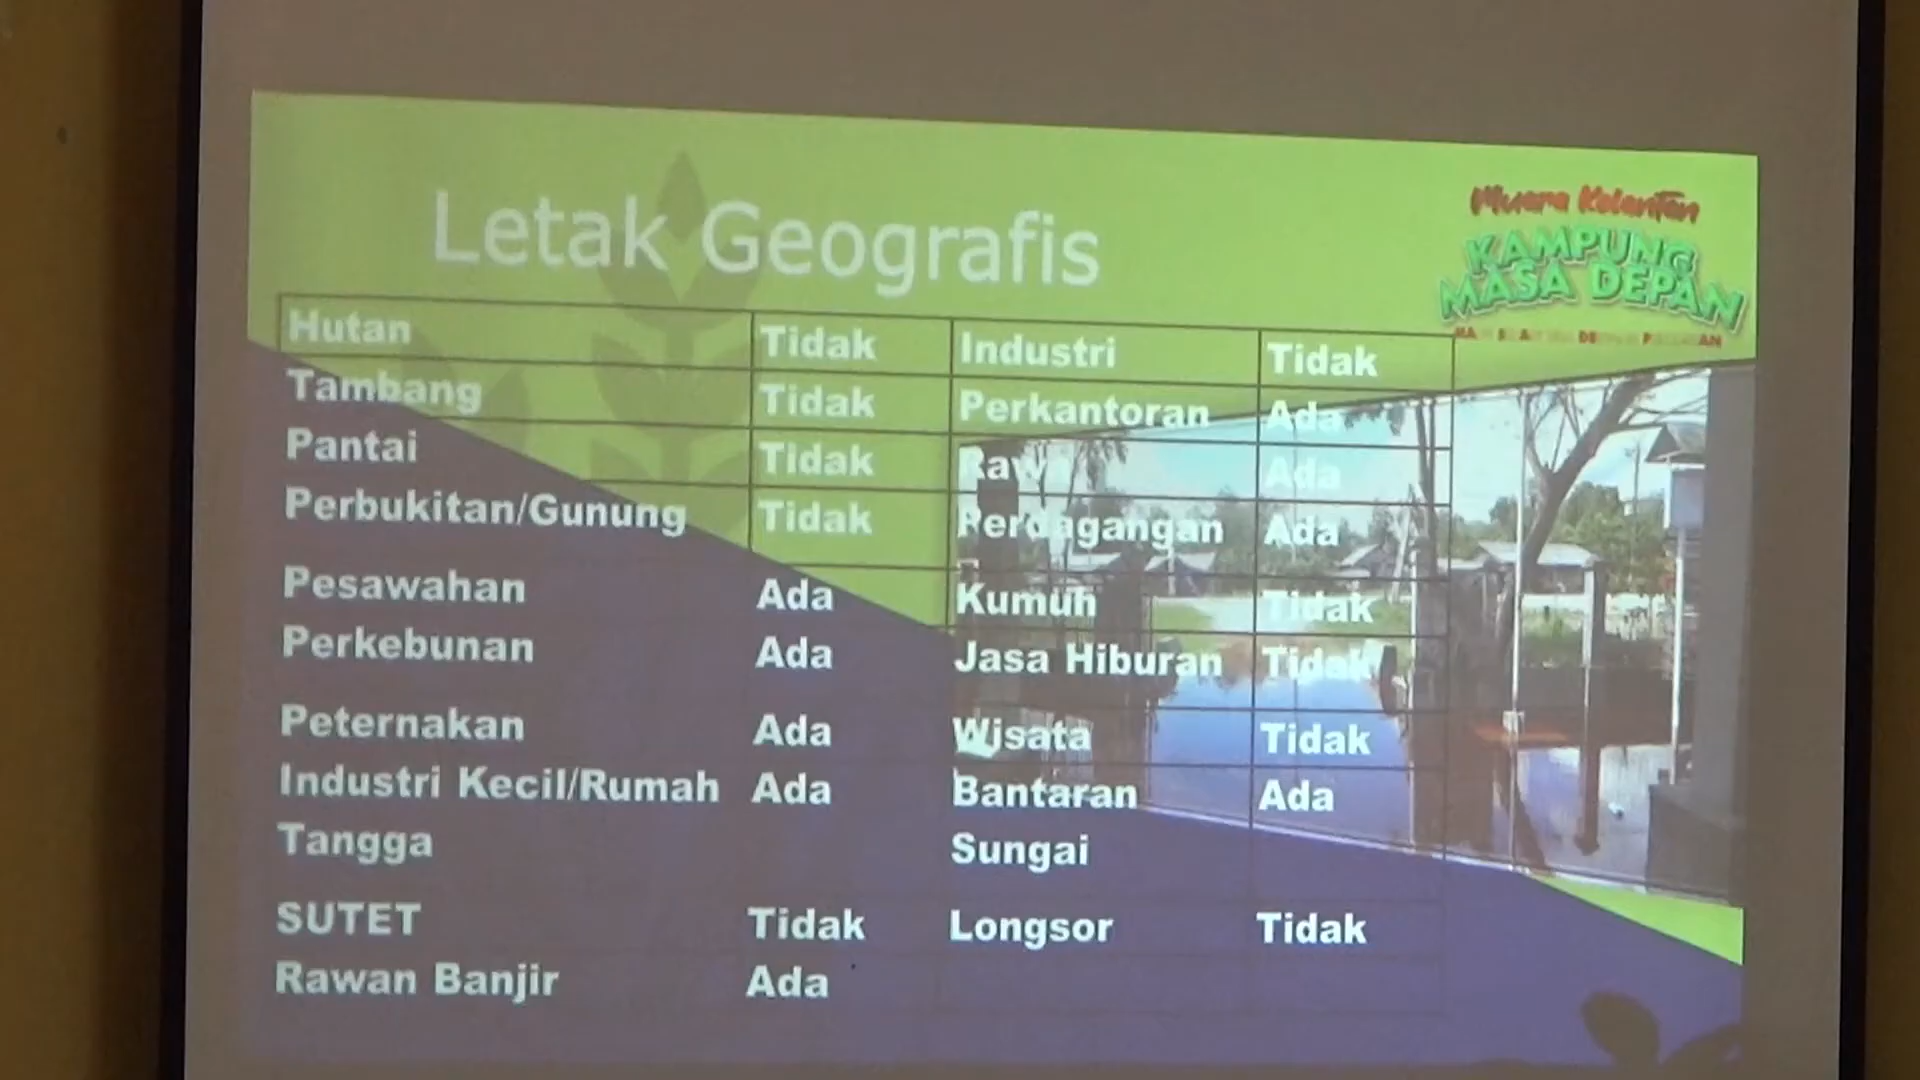 Letak Geografis
Muara Kelantan
KAMPUNG
MASA DEPAN
Hutan Tidak Industri Tidak
Tambang Tidak Perkantoran Ada
Pantai Tidak Rawa Ada
Perbukitan/Gunung Tidak Perdagangan Ada
Pesawahan Ada Kumuh Tidak
Perkebunan Ada Jasa Hiburan Tidak
Peternakan Ada Wisata Tidak
Industri Kecil/Rumah Ada Bantaran Ada
Tangga Sungai
SUTET Tidak Longsor Tidak
Rawan Banjir Ada